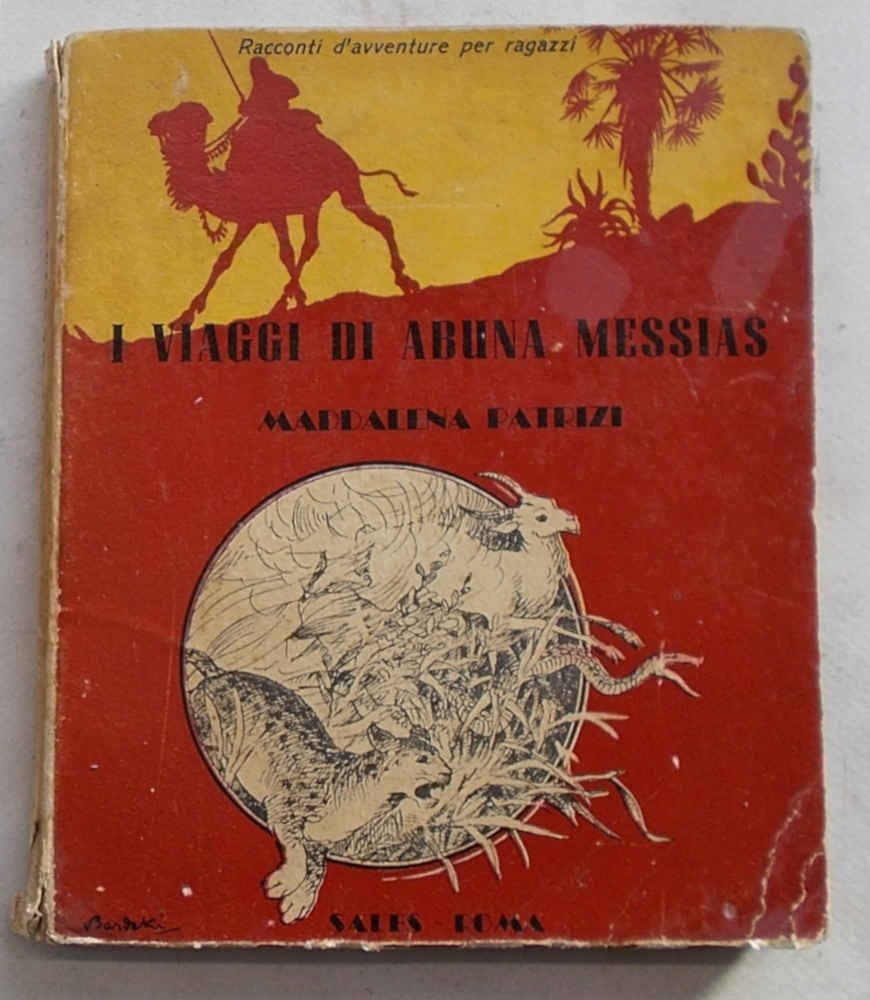 Racconti d'avventure per ragazzi
I VIAGGI DI ABUNA MESSIAS
MADDALENA PATRIZI
SALES - ROMA